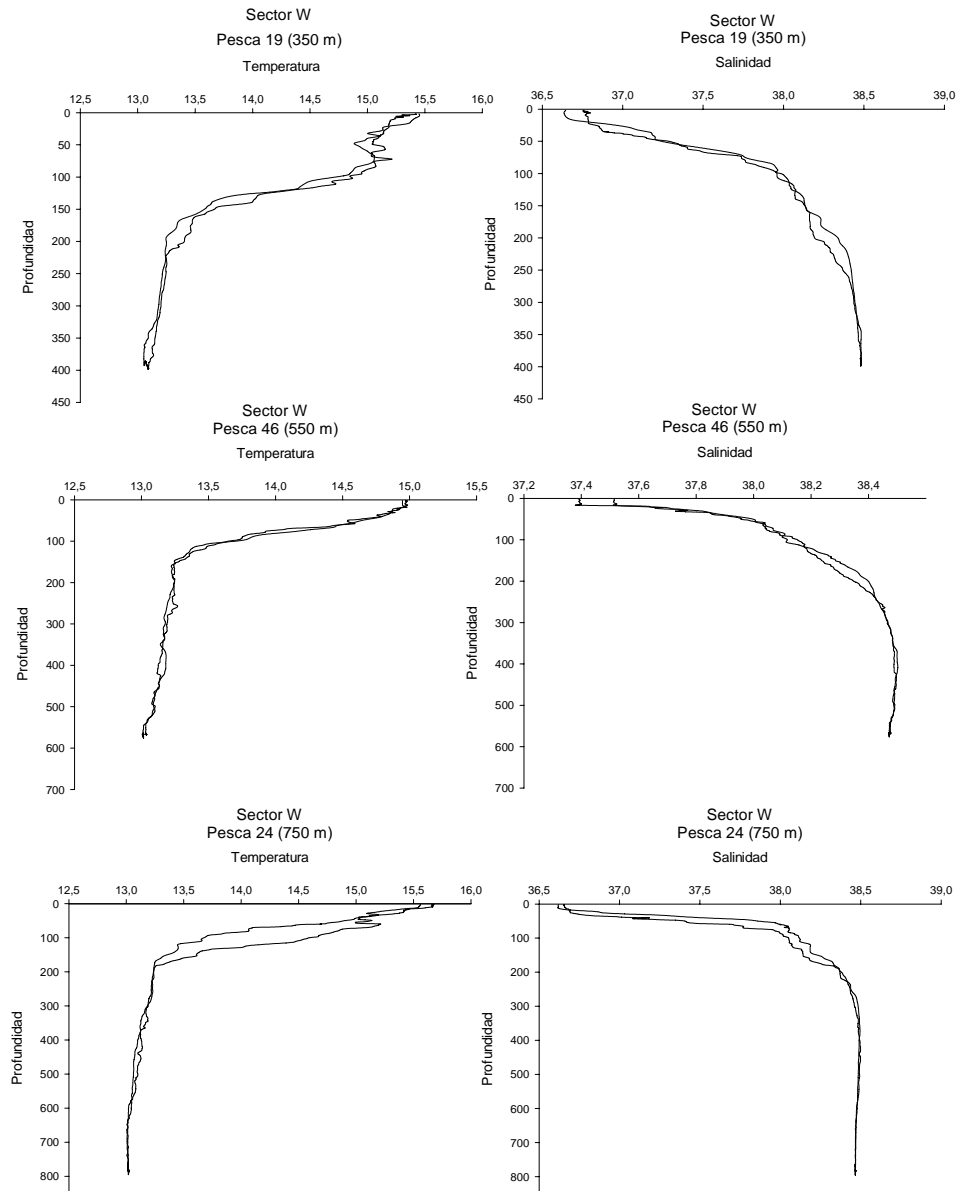 Sector W
Pesca 19 (350 m)
Temperatura
12,5 13,0 13,5 14,0 14,5 15,0 15,5 16,0
0
50
100
150
200
250
300
350
400
450
Profundidad
Sector W
Pesca 19 (350 m)
Salinidad
36,5 37,0 37,5 38,0 38,5 39,0
0
50
100
150
200
250
300
350
400
450
Profundidad
Sector W
Pesca 46 (550 m)
Temperatura
12,5 13,0 13,5 14,0 14,5 15,0 15,5
0
100
200
300
400
500
600
700
Profundidad
Sector W
Pesca 46 (550 m)
Salinidad
37,2 37,4 37,6 37,8 38,0 38,2 38,4
0
100
200
300
400
500
600
700
Profundidad
Sector W
Pesca 24 (750 m)
Temperatura
12,5 13,0 13,5 14,0 14,5 15,0 15,5 16,0
0
100
200
300
400
500
600
700
800
Profundidad
Sector W
Pesca 24 (750 m)
Salinidad
36,5 37,0 37,5 38,0 38,5 39,0
0
100
200
300
400
500
600
700
800
Profundidad